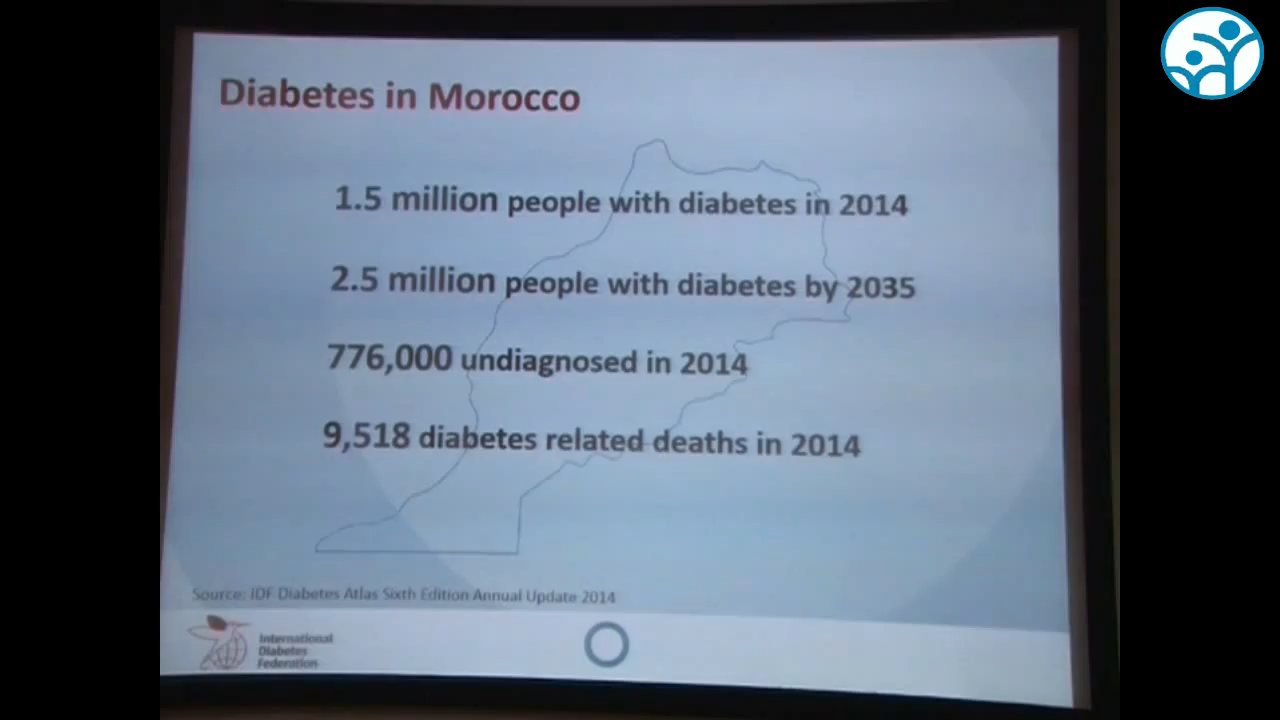 Diabetes in Morocco
1.5 million people with diabetes in 2014
2.5 million people with diabetes by 2035
776,000 undiagnosed in 2014
9,518 diabetes related deaths in 2014
Source: IDF Diabetes Atlas Sixth Edition Annual Update 2014
International
Diabetes
Federation